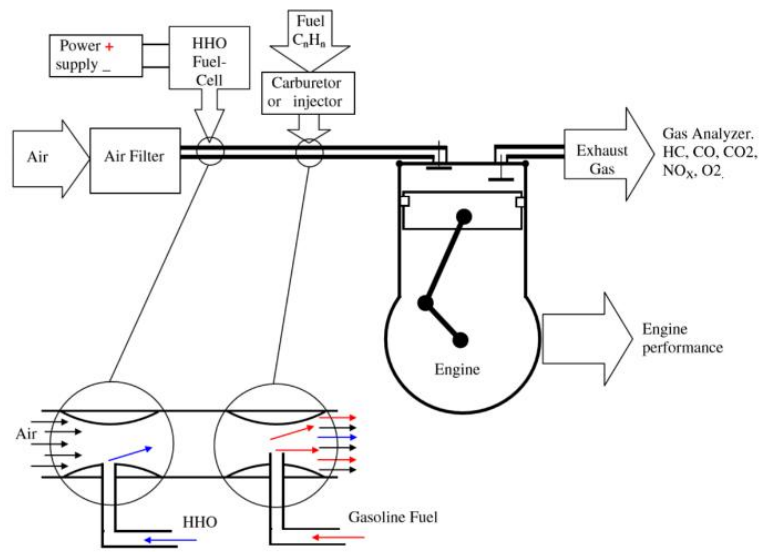 Power +
supply _
HHO
Fuel-
Cell
Fuel
CnHn
Carburetor
or injector
Air
Air Filter
Exhaust
Gas
Gas Analyzer.
HC, CO, CO2,
NOX, O2.
Engine
Engine
performance
Air
HHO
Gasoline Fuel